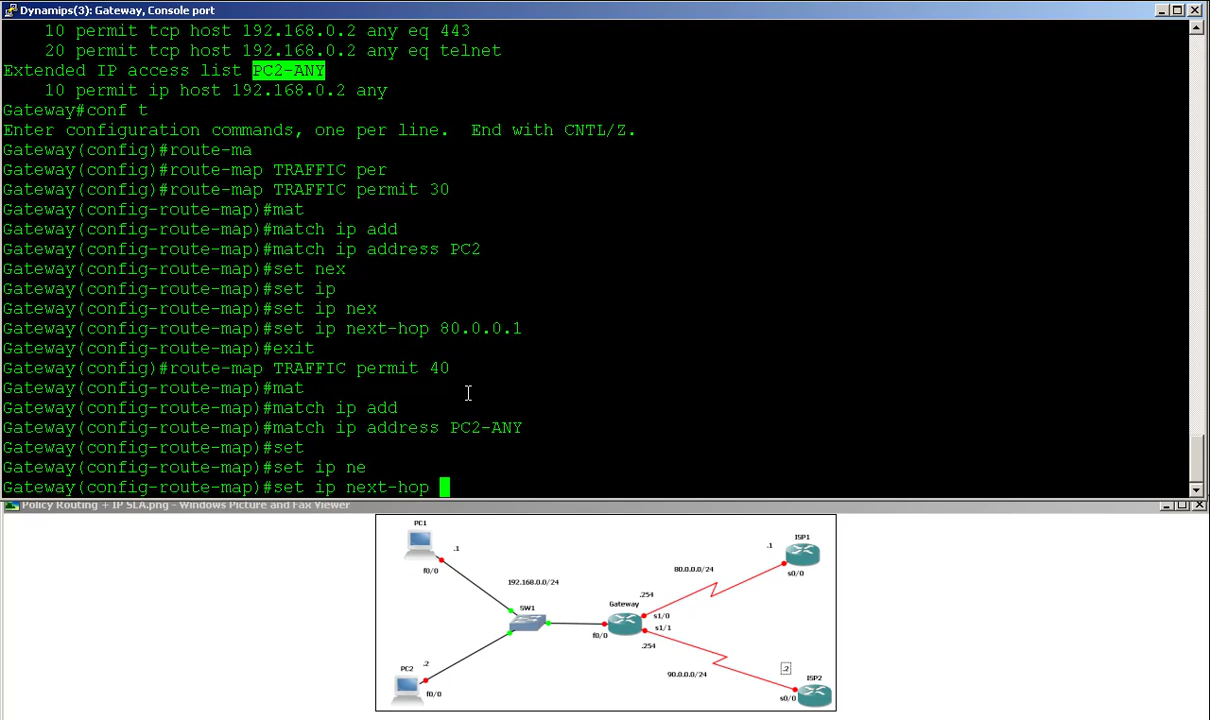 Dynamips(3): Gateway, Console port
10 permit tcp host 192.168.0.2 any eq 443
20 permit tcp host 192.168.0.2 any eq telnet
Extended IP access list PC2-ANY
10 permit ip host 192.168.0.2 any
Gateway#conf t
Enter configuration commands, one per line.  End with CNTL/Z.
Gateway(config)#route-ma
Gateway(config)#route-map TRAFFIC per
Gateway(config)#route-map TRAFFIC permit 30
Gateway(config-route-map)#mat
Gateway(config-route-map)#match ip add
Gateway(config-route-map)#match ip address PC2
Gateway(config-route-map)#set nex
Gateway(config-route-map)#set ip
Gateway(config-route-map)#set ip nex
Gateway(config-route-map)#set ip next-hop 80.0.0.1
Gateway(config-route-map)#exit
Gateway(config)#route-map TRAFFIC permit 40
Gateway(config-route-map)#mat
Gateway(config-route-map)#match ip add
Gateway(config-route-map)#match ip address PC2-ANY
Gateway(config-route-map)#set
Gateway(config-route-map)#set ip ne
Gateway(config-route-map)#set ip next-hop
Policy Routing + IP SLA.png - Windows Picture and Fax Viewer
PC1
.1
f0/0
192.168.0.0/24
SW1
f0/0
Gateway
.254
s1/0
s1/1
.254
80.0.0.0/24
.1
ISP1
s0/0
90.0.0.0/24
.2
ISP2
s0/0
PC2
.2
f0/0